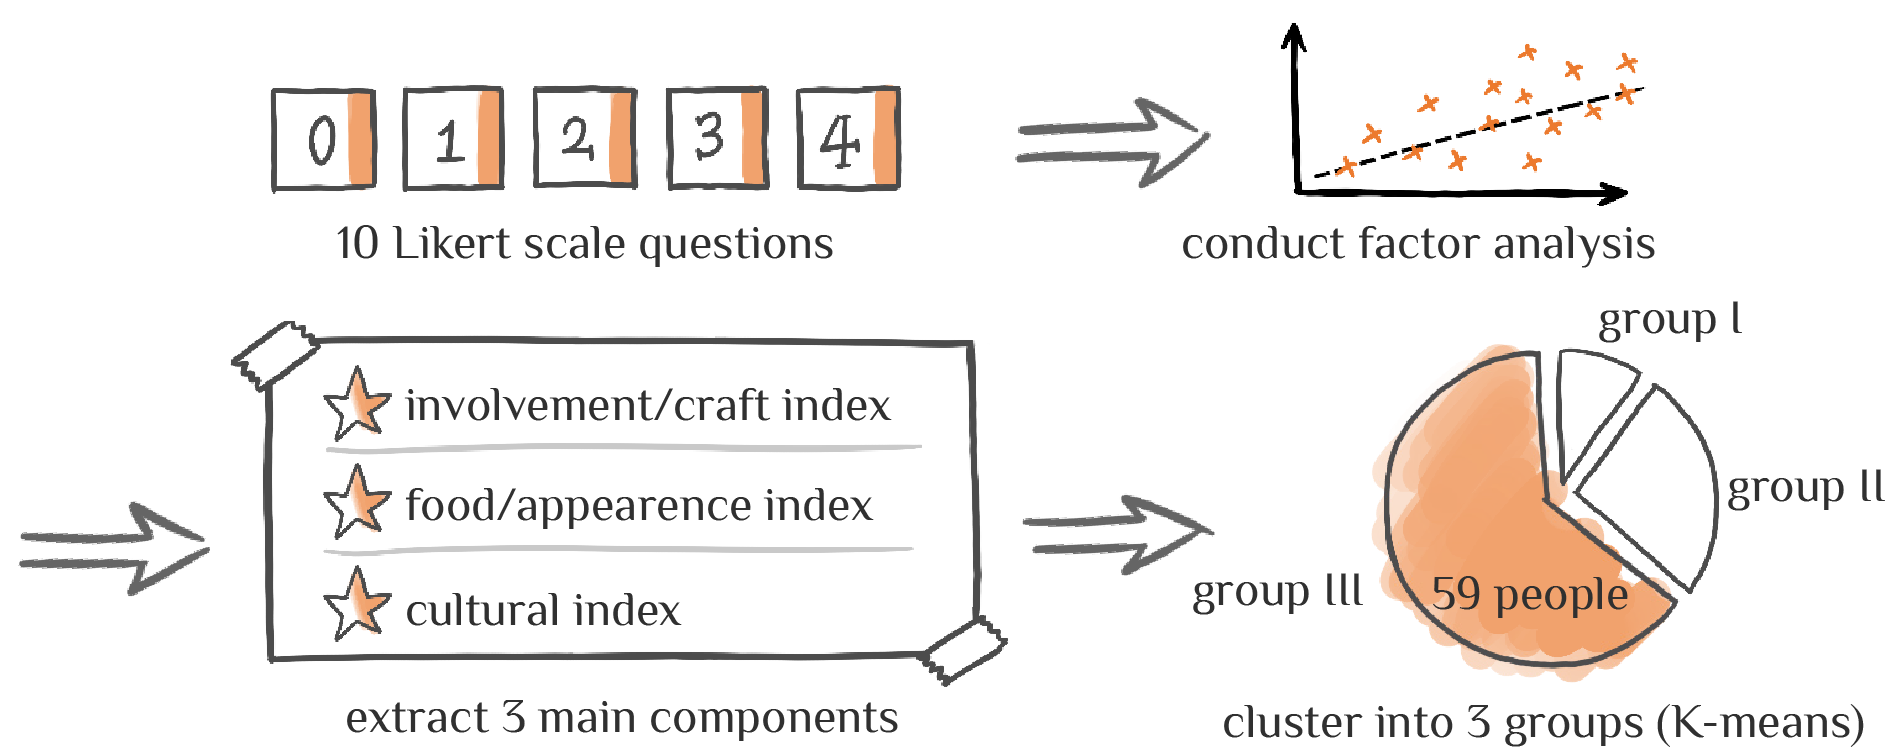 0 1 2 3 4
10 Likert scale questions
conduct factor analysis
involvement/craft index
food/appearence index
cultural index
extract 3 main components
group I
group II
group III
59 people
cluster into 3 groups (K-means)